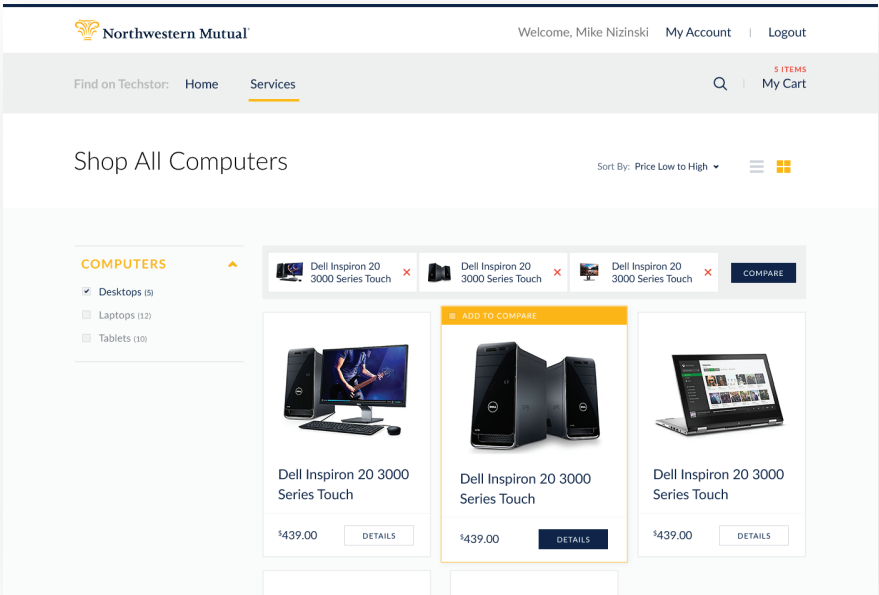 Northwestern Mutual
Welcome, Mike Nizinski My Account | Logout
Find on Techstor: Home Services
5 ITEMS
My Cart
Shop All Computers
Sort By: Price Low to High
COMPUTERS
Desktops (5)
Laptops (12)
Tablets (10)
Dell Inspiron 20
3000 Series Touch
Dell Inspiron 20
3000 Series Touch
Dell Inspiron 20
3000 Series Touch
COMPARE
ADD TO COMPARE
Dell Inspiron 20 3000
Series Touch
$439.00 DETAILS
Dell Inspiron 20 3000
Series Touch
$439.00 DETAILS
Dell Inspiron 20 3000
Series Touch
$439.00 DETAILS